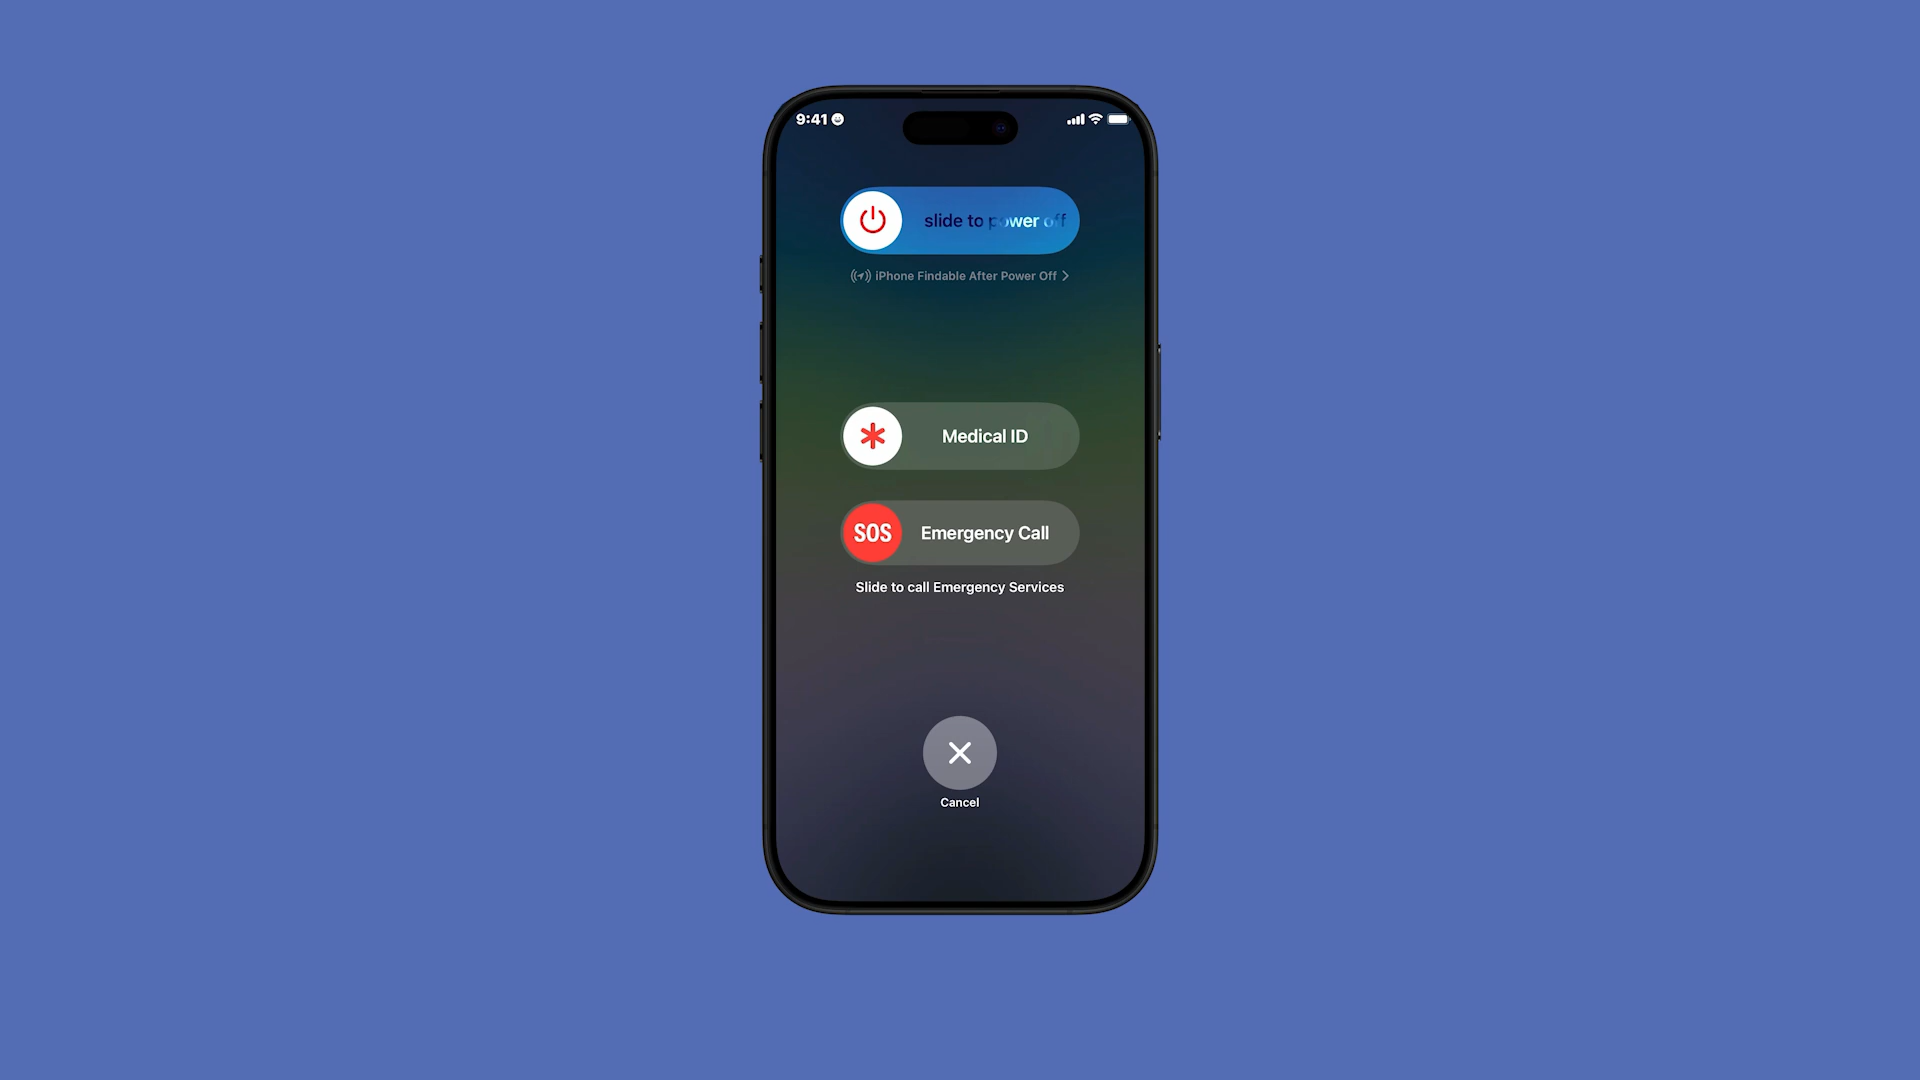 9:41
slide to power off
iPhone Findable After Power Off
Medical ID
SOS Emergency Call
Slide to call Emergency Services
Cancel